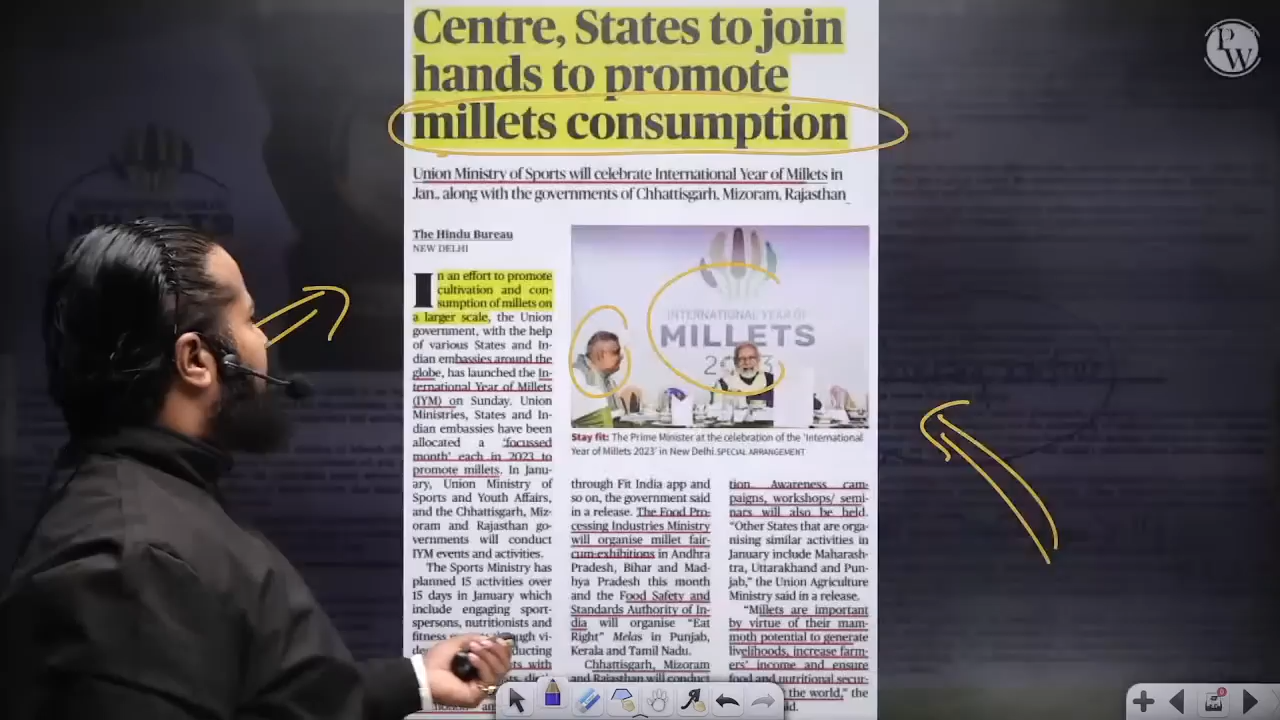 Centre, States to join
hands to promote
millets consumption
Union Ministry of Sports will celebrate International Year of Millets in
Jan., along with the governments of Chhattisgarh, Mizoram, Rajasthan
The Hindu Bureau
NEW DELHI
In an effort to promote
cultivation and con-
sumption of millets on
a larger scale, the Union
government, with the help
of various States and In-
dian embassies around the
globe, has launched the In-
ternational Year of Millets
(IYM) on Sunday. Union
Ministries, States and In-
dian embassies have been
allocated a 'focussed
month' each in 2023 to
promote millets. In Janu-
ary, Union Ministry of
Sports and Youth Affairs,
and the Chhattisgarh, Miz-
oram and Rajasthan go-
vernments will conduct
IYM events and activities.
The Sports Ministry has
planned 15 activities over
15 days in January which
include engaging sport-
spersons, nutritionists and
fitness
INTERNATIONAL YEAR OF
MILLETS
2023
Stay fit: The Prime Minister at the celebration of the 'International
Year of Millets 2023' in New Delhi. SPECIAL ARRANGEMENT
through Fit India app and
so on, the government said
in a release. The Food Pro-
cessing Industries Ministry
will organise millet fair-
cum-exhibitions in Andhra
Pradesh, Bihar and Mad-
hya Pradesh this month
and the Food Safety and
Standards Authority of In-
dia will organise "Eat
Right" Melas in Punjab,
Kerala and Tamil Nadu.
Chhattisgarh, Mizoram
and Rajasthan will conduct
tion. Awareness cam-
paigns, workshops/ semi-
nars will also be held.
"Other States that are orga-
nising similar activities in
January include Maharash-
tra, Uttarakhand and Pun-
jab," the Union Agriculture
Ministry said in a release.
"Millets are important
by virtue of their mam-
moth potential to generate
livelihoods, increase farm-
ers' income and ensure
food and nutritional secur-
the world," the
PW